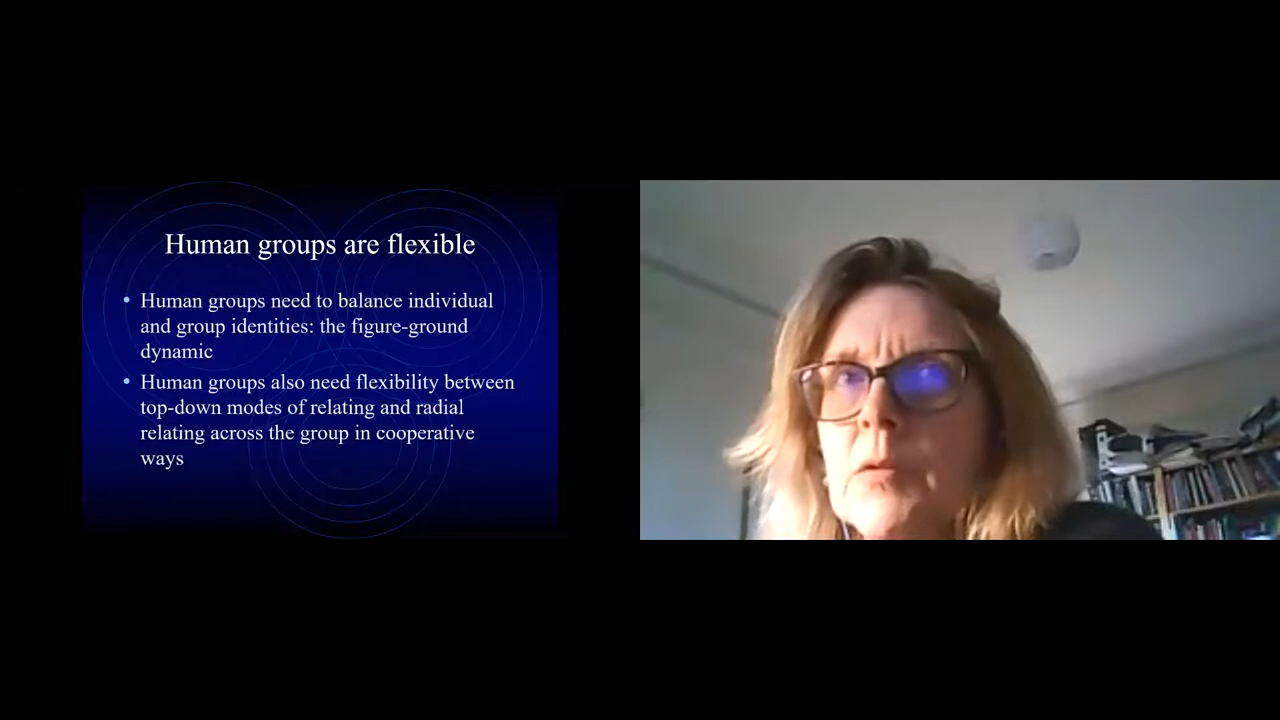 Human groups are flexible
• Human groups need to balance individual
and group identities: the figure-ground
dynamic
• Human groups also need flexibility between
top-down modes of relating and radial
relating across the group in cooperative
ways